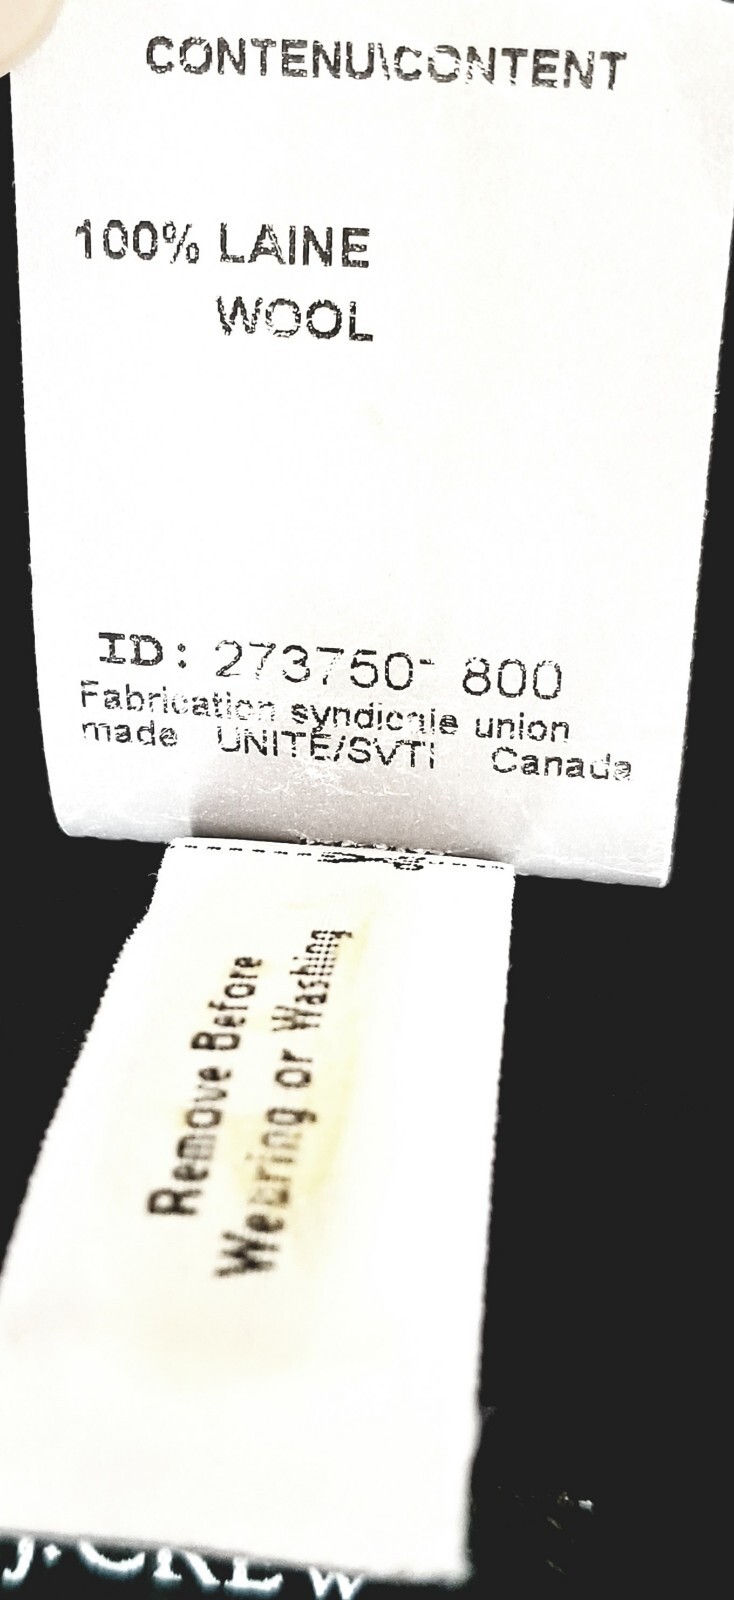 CONTENU\CONTENT
100% LAINE
WOOL
ID: 273750- 800
Fabrication syndicale union
made UNITE/SVTI Canada
Remove Before
Wearing or Washing
J.CREW